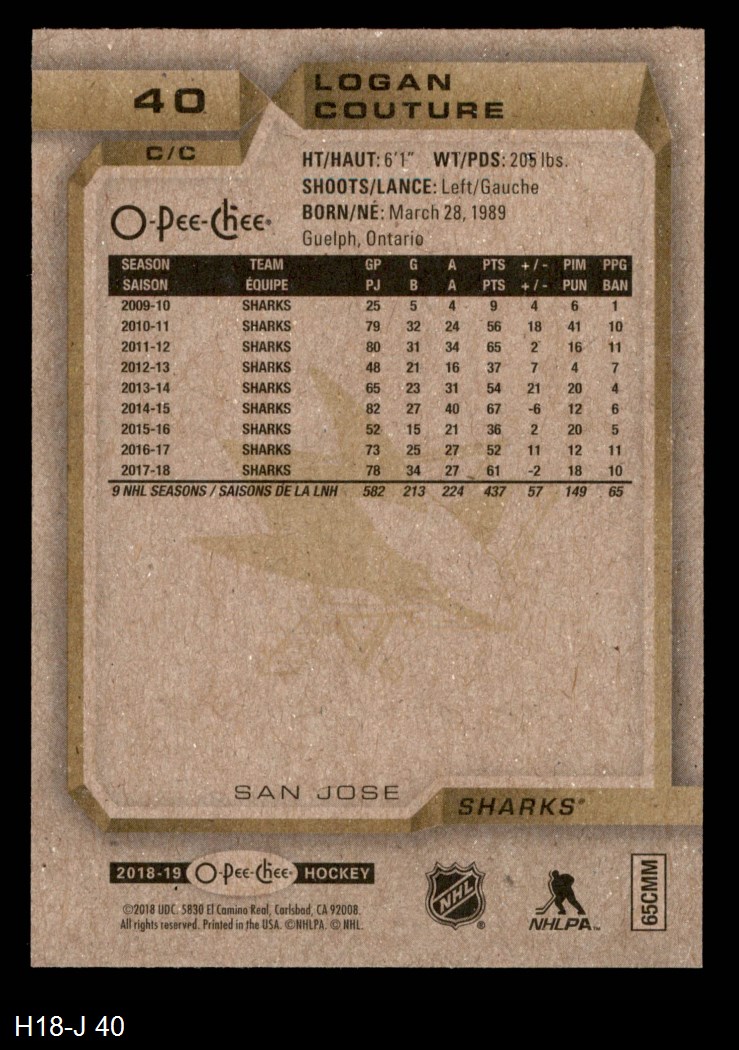 40
LOGAN
COUTURE
C/C
HT/HAUT: 6'1" WT/PDS: 205 lbs.
SHOOTS/LANCE: Left/Gauche
BORN/NÉ: March 28, 1989
Guelph, Ontario
O-Pee-Chee®
SEASON TEAM GP G A PTS +/- PIM PPG
SAISON ÉQUIPE PJ B A PTS +/- PUN BAN
2009-10 SHARKS 25 5 4 9 4 6 1
2010-11 SHARKS 79 32 24 56 18 41 10
2011-12 SHARKS 80 31 34 65 2 16 11
2012-13 SHARKS 48 21 16 37 7 4 7
2013-14 SHARKS 65 23 31 54 21 20 4
2014-15 SHARKS 82 27 40 67 -6 12 6
2015-16 SHARKS 52 15 21 36 2 20 5
2016-17 SHARKS 73 25 27 52 11 12 11
2017-18 SHARKS 78 34 27 61 -2 18 10
9 NHL SEASONS / SAISONS DE LA LNH 582 213 224 437 57 149 65
SAN JOSE
SHARKS®
2018-19 O-Pee-Chee® HOCKEY
©2018 UDC. 5830 El Camino Real, Carlsbad, CA 92008.
All rights reserved. Printed in the USA. ©NHLPA. © NHL.
NHL ®
NHLPA™
65CMM
H18-J 40